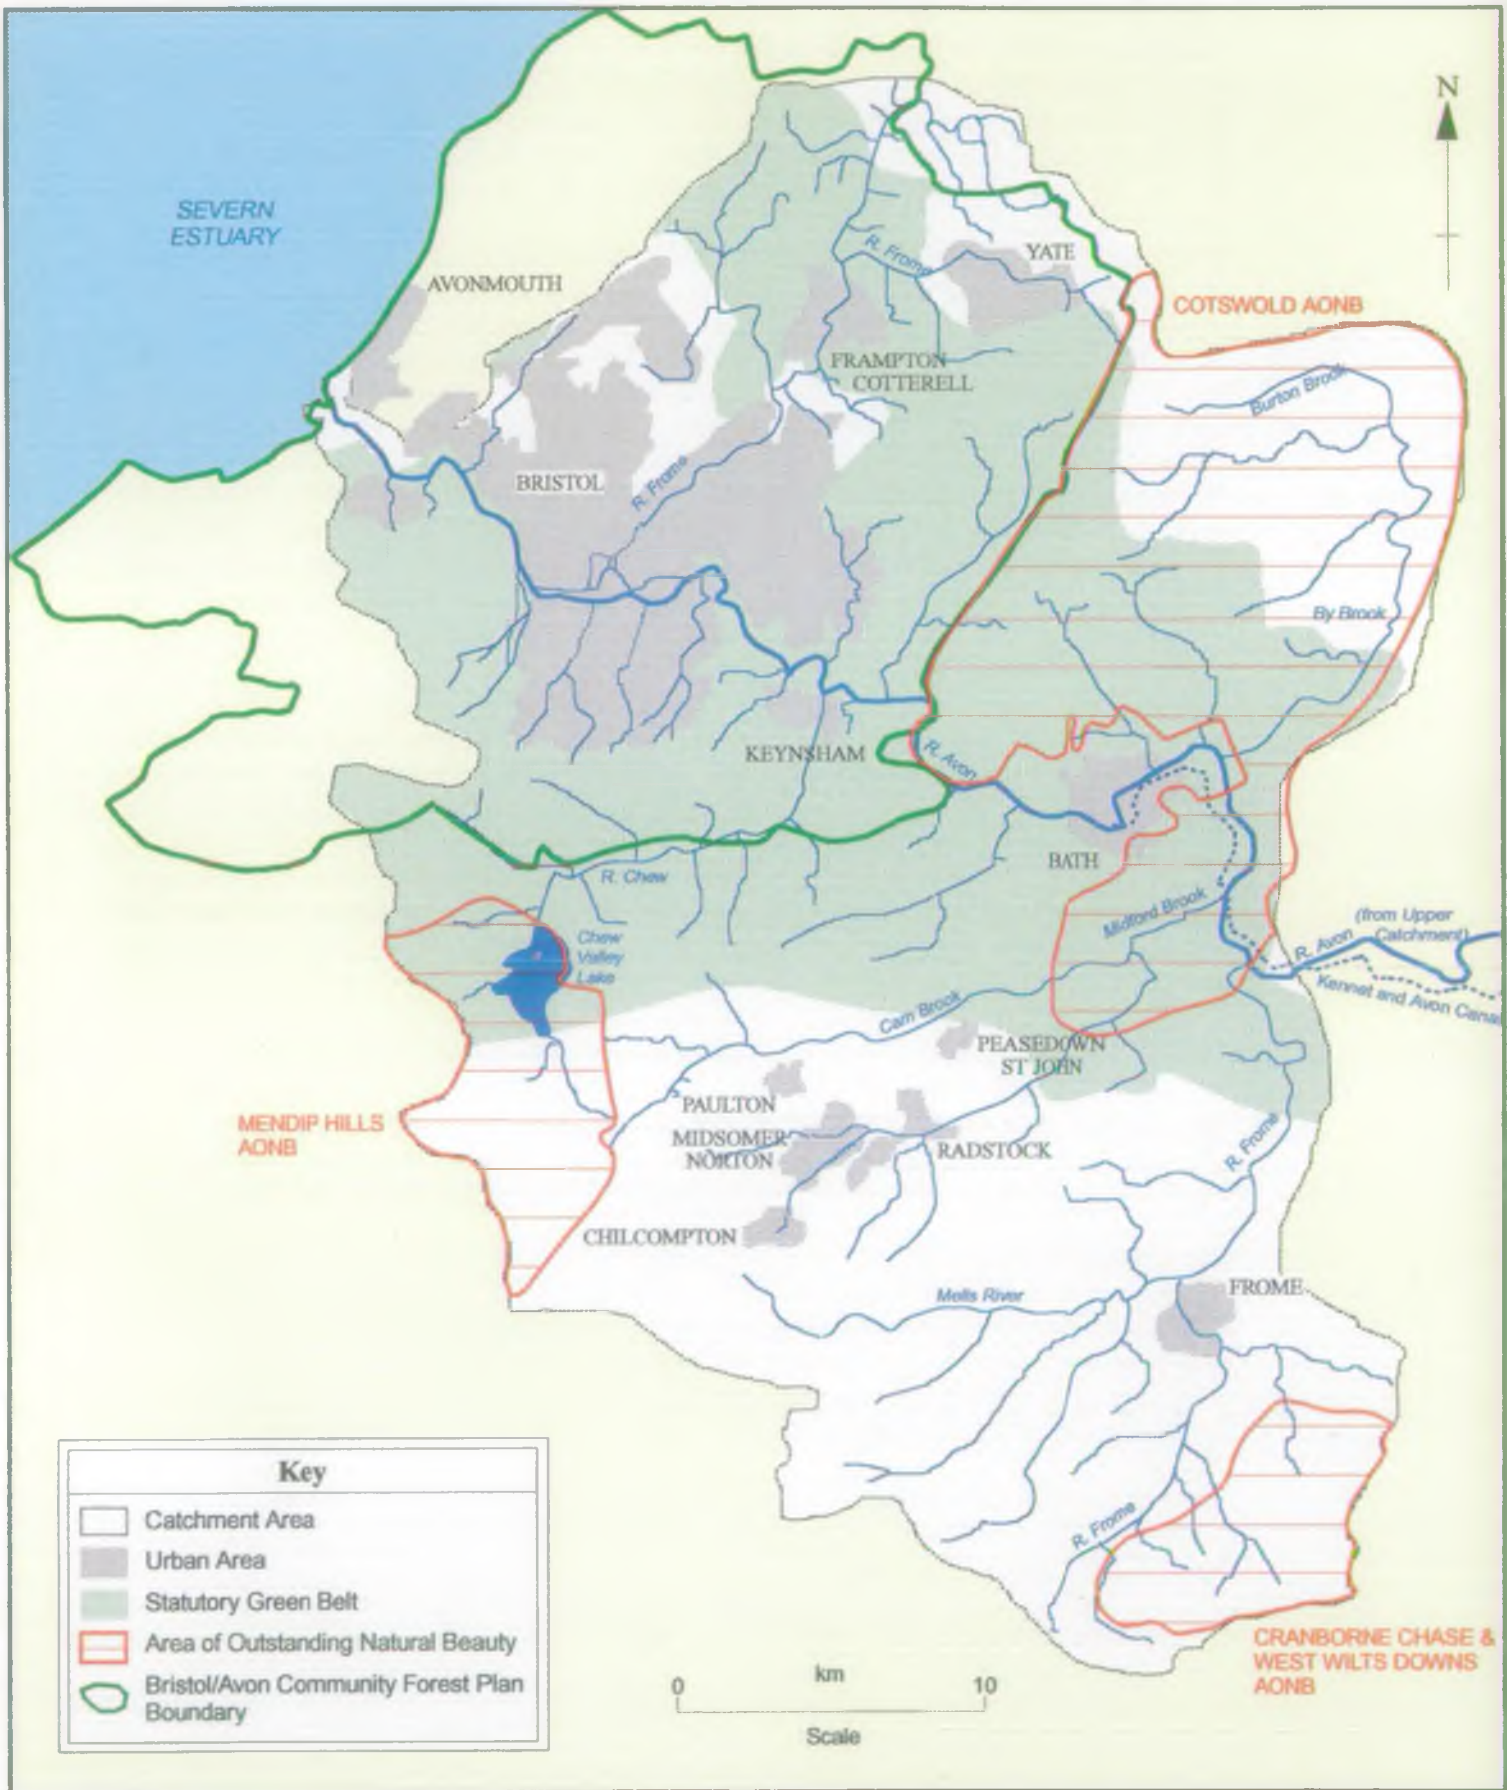 N
SEVERN
ESTUARY
AVONMOUTH
R. Frome
YATE
COTSWOLD AONB
FRAMPTON
COTTERELL
Burton Brook
BRISTOL
R. Frome
By Brook
KEYNSHAM
R. Avon
BATH
R. Chew
Midford Brook
(from Upper
Catchment)
R. Avon
Chew
Valley
Lake
Kennet and Avon Canal
Cam Brook
PEASEDOWN
ST JOHN
PAULTON
MENDIP HILLS
AONB
MIDSOMER
NORTON
RADSTOCK
R. Frome
CHILCOMPTON
Mells River
FROME
R. Frome
Key
Catchment Area
Urban Area
Statutory Green Belt
Area of Outstanding Natural Beauty
Bristol/Avon Community Forest Plan
Boundary
km
0
10
Scale
CRANBORNE CHASE &
WEST WILTS DOWNS
AONB